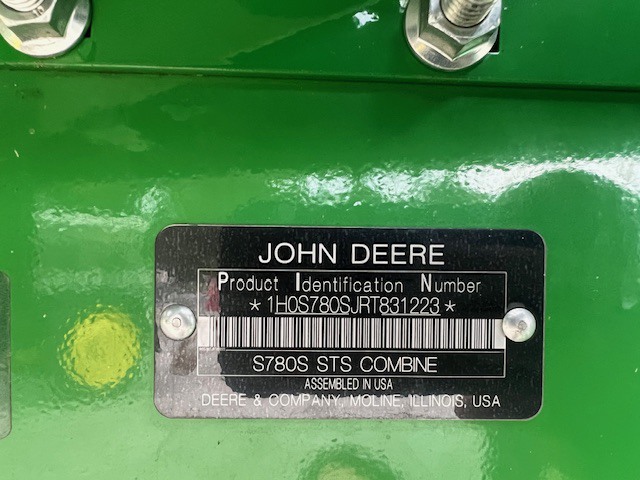 JOHN DEERE
Product Identification Number
*1H0S780SJRT831223*
S780S STS COMBINE
ASSEMBLED IN USA
DEERE & COMPANY, MOLINE, ILLINOIS, USA